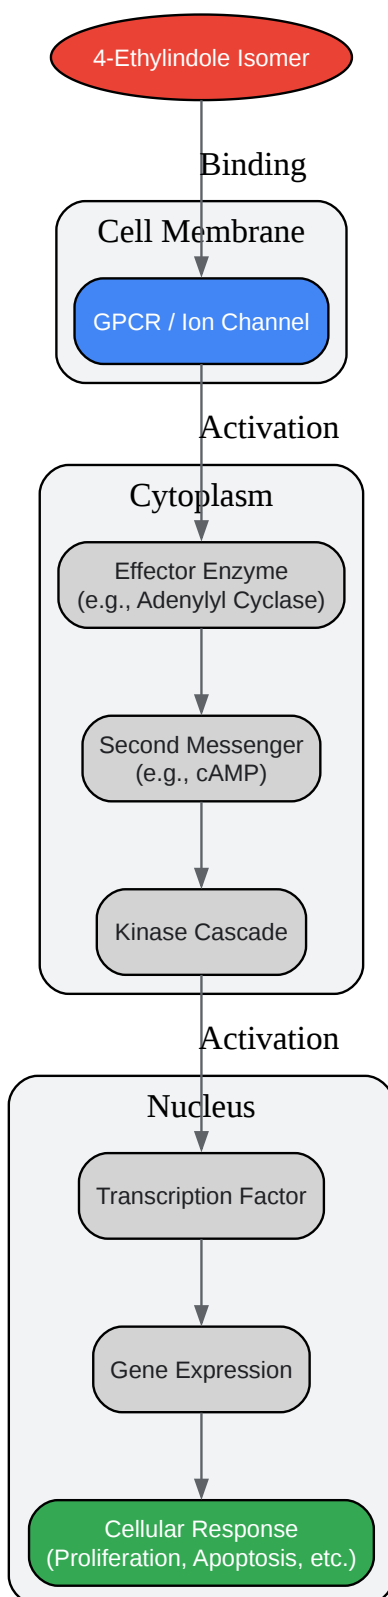 4-Ethylindole Isomer
Binding
Cell Membrane
GPCR / Ion Channel
Activation
Cytoplasm
Effector Enzyme
(e.g., Adenylyl Cyclase)
Second Messenger
(e.g., cAMP)
Kinase Cascade
Activation
Nucleus
Transcription Factor
Gene Expression
Cellular Response
(Proliferation, Apoptosis, etc.)